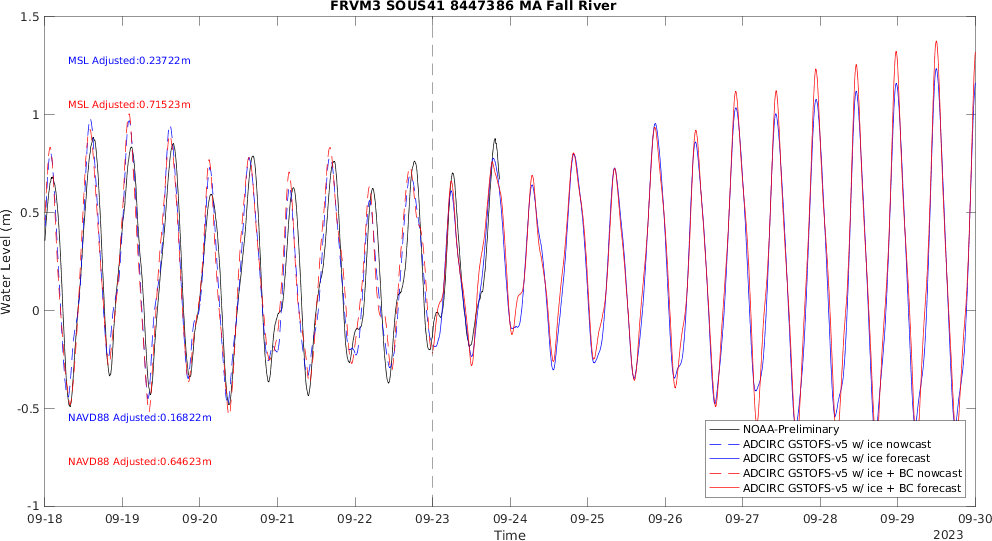 FRVM3 SOUS41 8447386 MA Fall River
MSL Adjusted:0.23722m
MSL Adjusted:0.71523m
NAVD88 Adjusted:0.16822m
NAVD88 Adjusted:0.64623m
Water Level (m)
1.5
1
0.5
0
-0.5
-1
NOAA-Preliminary
ADCIRC GSTOFS-v5 w/ ice nowcast
ADCIRC GSTOFS-v5 w/ ice forecast
ADCIRC GSTOFS-v5 w/ ice + BC nowcast
ADCIRC GSTOFS-v5 w/ ice + BC forecast
09-18 09-19 09-20 09-21 09-22 09-23 09-24 09-25 09-26 09-27 09-28 09-29 09-30
Time
2023